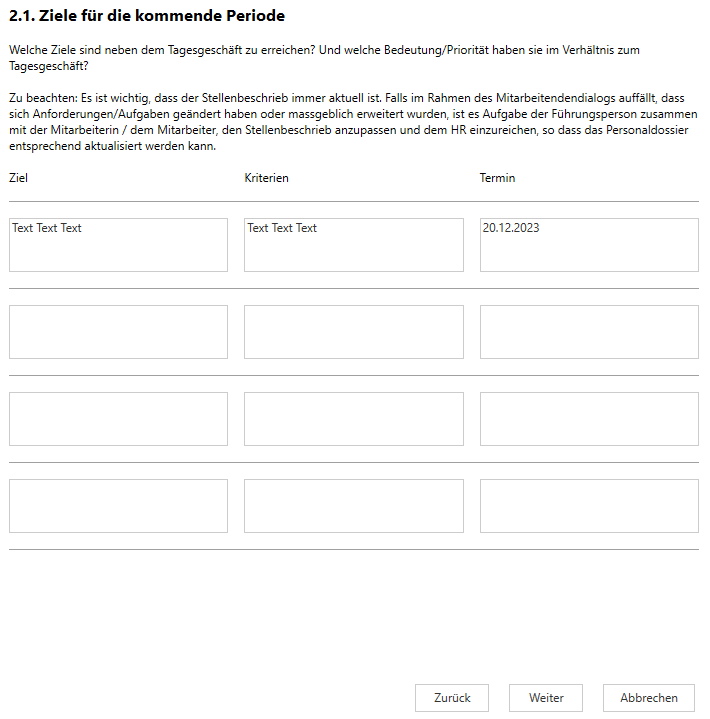 2.1. Ziele für die kommende Periode
Welche Ziele sind neben dem Tagesgeschäft zu erreichen? Und welche Bedeutung/Priorität haben sie im Verhältnis zum
Tagesgeschäft?
Zu beachten: Es ist wichtig, dass der Stellenbeschrieb immer aktuell ist. Falls im Rahmen des Mitarbeitendendialogs auffällt, dass
sich Anforderungen/Aufgaben geändert haben oder massgeblich erweitert wurden, ist es Aufgabe der Führungsperson zusammen
mit der Mitarbeiterin / dem Mitarbeiter, den Stellenbeschrieb anzupassen und dem HR einzureichen, so dass das Personaldossier
entsprechend aktualisiert werden kann.
Ziel Kriterien Termin
Text Text Text Text Text Text 20.12.2023
Zurück Weiter Abbrechen